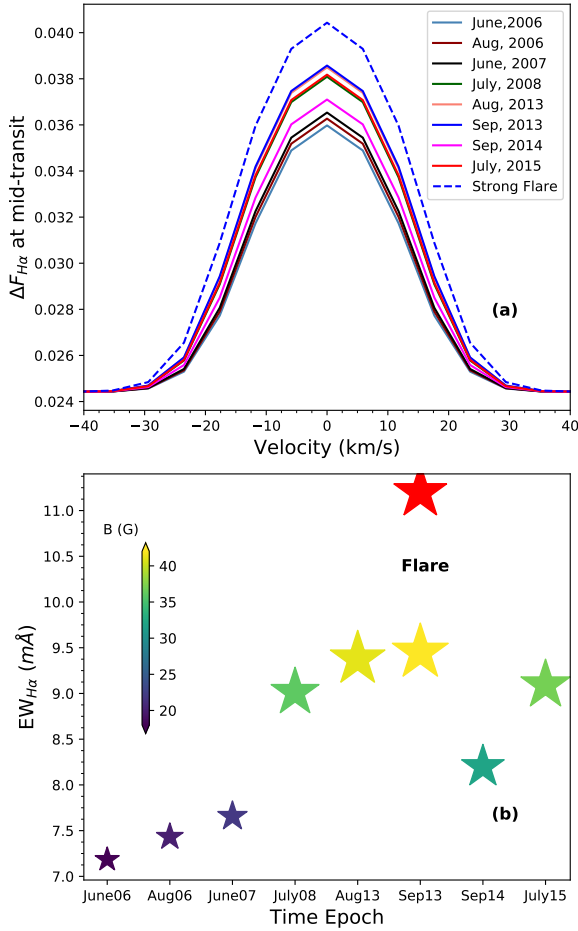 0.040
0.038
0.036
0.034
0.032
0.030
0.028
0.026
0.024
ΔF_{Hα} at mid-transit
June,2006
Aug, 2006
June, 2007
July, 2008
Aug, 2013
Sep, 2013
Sep, 2014
July, 2015
Strong Flare
(a)
−40 −30 −20 −10 0 10 20 30 40
Velocity (km/s)
11.0
10.5
10.0
9.5
9.0
8.5
8.0
7.5
7.0
EW_{Hα} (mÅ)
B (G)
40
35
30
25
20
Flare
(b)
June06 Aug06 June07 July08 Aug13 Sep13 Sep14 July15
Time Epoch